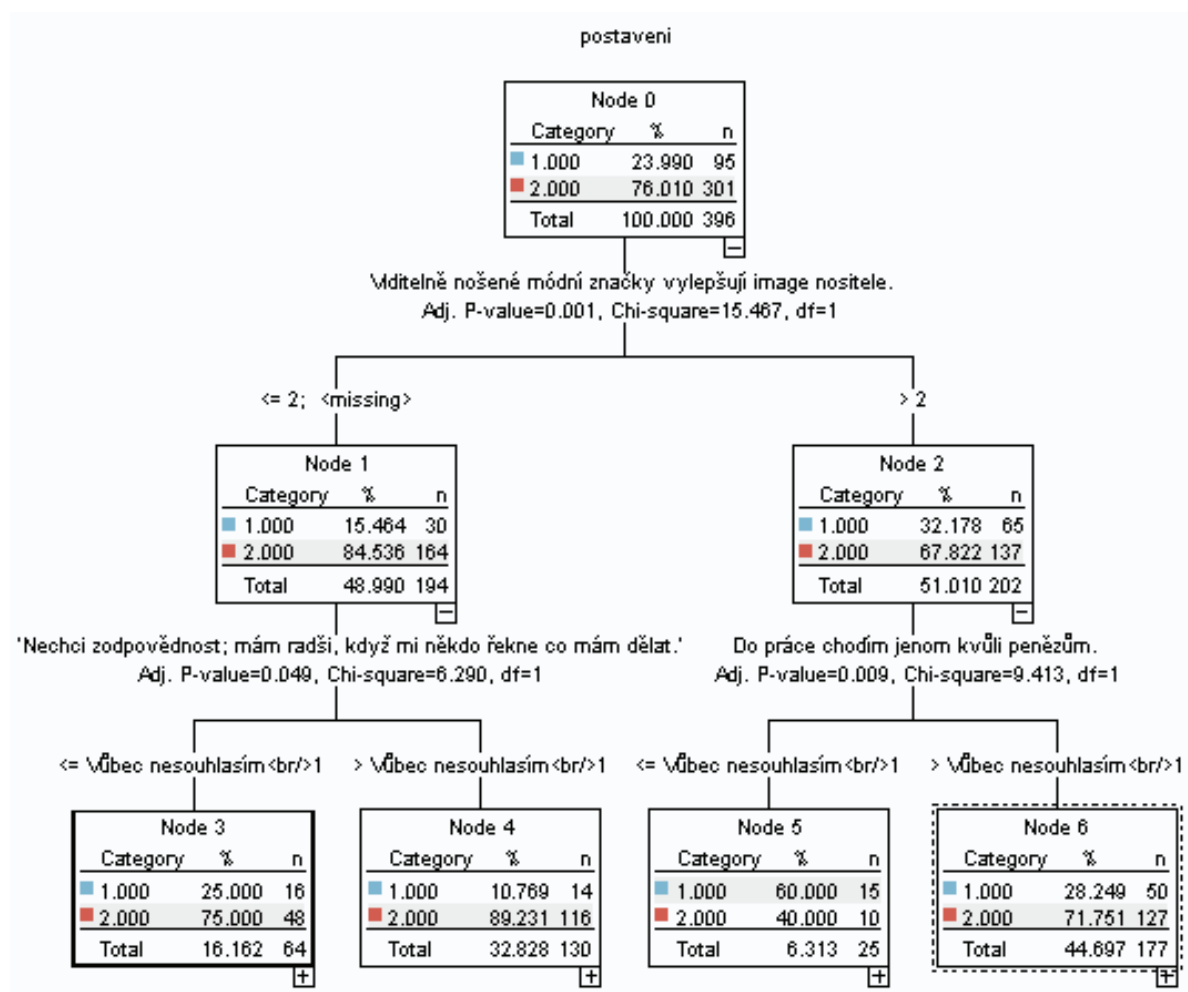 postaveni
Node 0
Category % n
1.000 23.990 95
2.000 76.010 301
Total 100.000 396
Viditelně nošené módní značky vylepšují image nositele.
Adj. P-value=0.001, Chi-square=15.467, df=1
<= 2; <missing>
> 2
Node 1
Category % n
1.000 15.464 30
2.000 84.536 164
Total 48.990 194
Node 2
Category % n
1.000 32.178 65
2.000 67.822 137
Total 51.010 202
'Nechci zodpovědnost; mám radši, když mi někdo řekne co mám dělat.'
Adj. P-value=0.049, Chi-square=6.290, df=1
Do práce chodím jenom kvůli penězům.
Adj. P-value=0.009, Chi-square=9.413, df=1
<= Vůbec nesouhlasím<br/>1
> Vůbec nesouhlasím<br/>1
<= Vůbec nesouhlasím<br/>1
> Vůbec nesouhlasím<br/>1
Node 3
Category % n
1.000 25.000 16
2.000 75.000 48
Total 16.162 64
Node 4
Category % n
1.000 10.769 14
2.000 89.231 116
Total 32.828 130
Node 5
Category % n
1.000 60.000 15
2.000 40.000 10
Total 6.313 25
Node 6
Category % n
1.000 28.249 50
2.000 71.751 127
Total 44.697 177